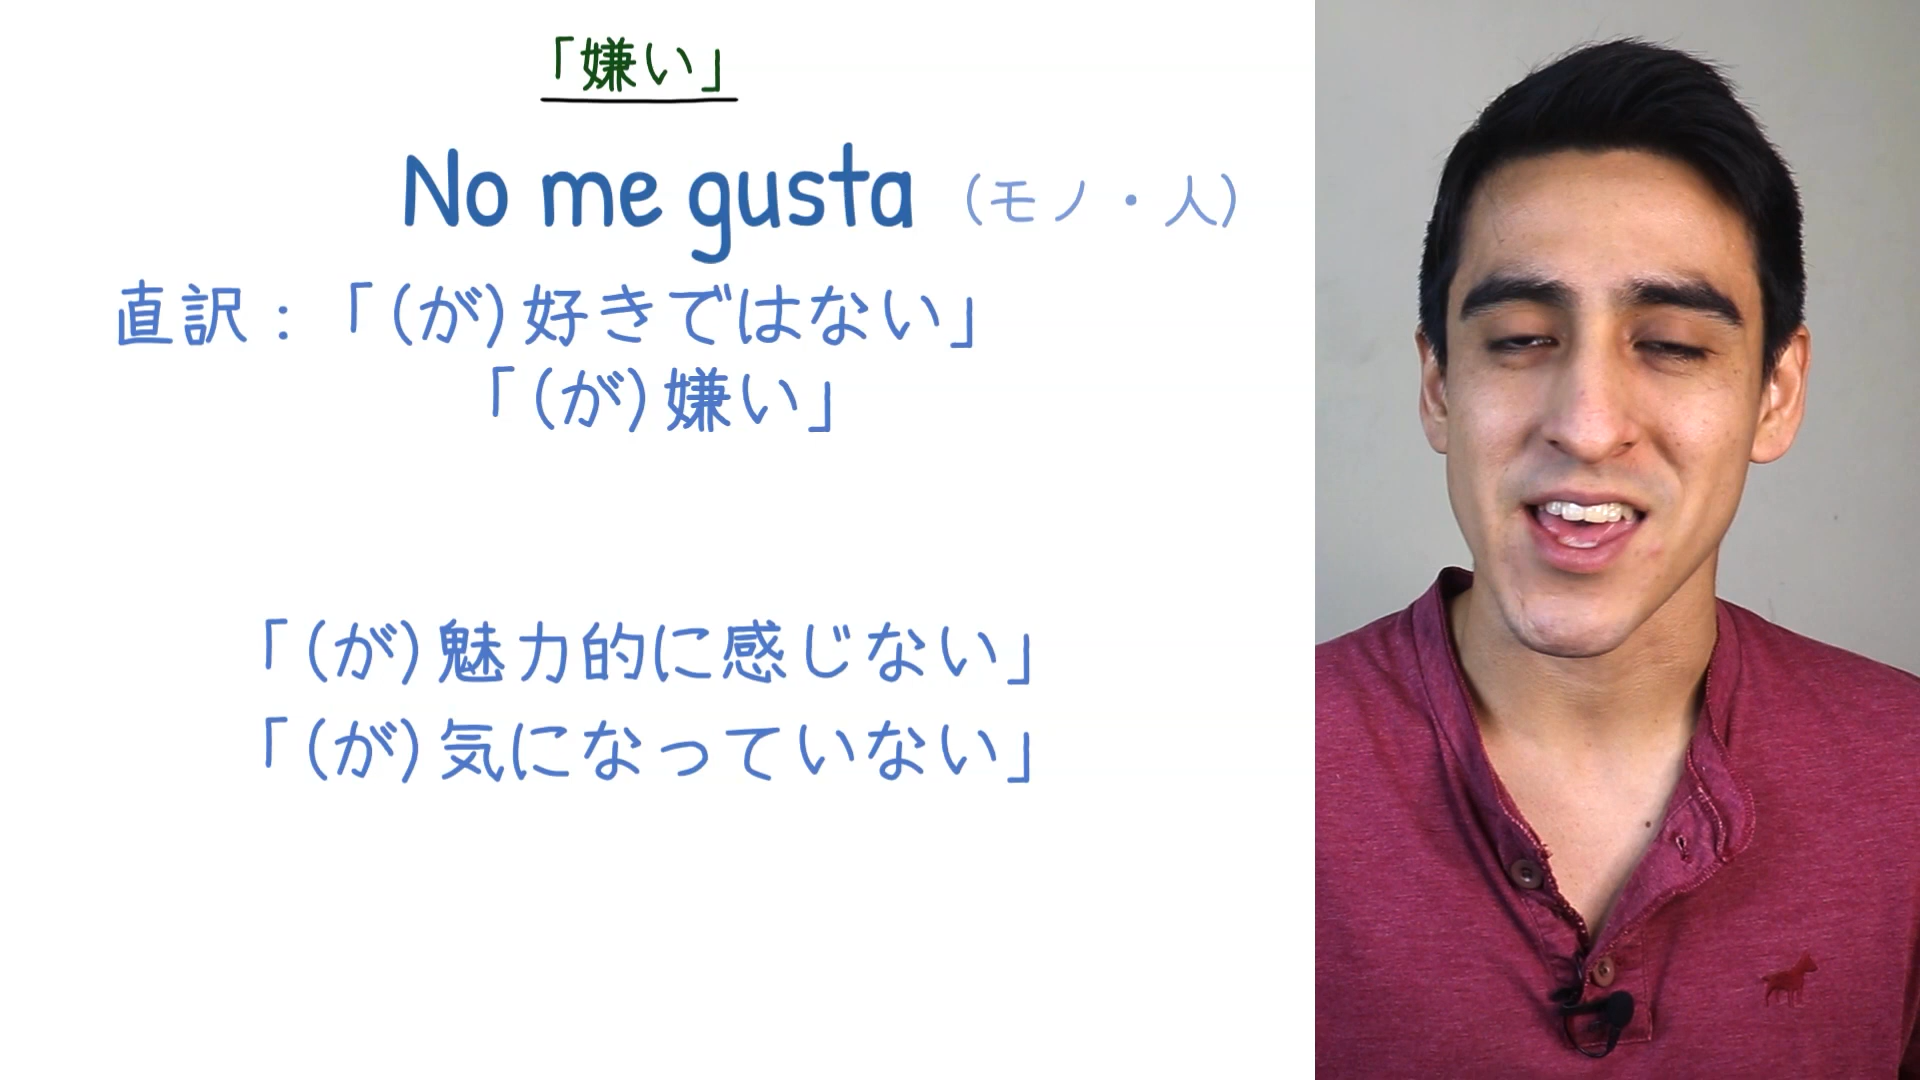 「嫌い」
No me gusta (モノ・人)
直訳:「(が)好きではない」
「(が)嫌い」
「(が)魅力的に感じない」
「(が)気になっていない」